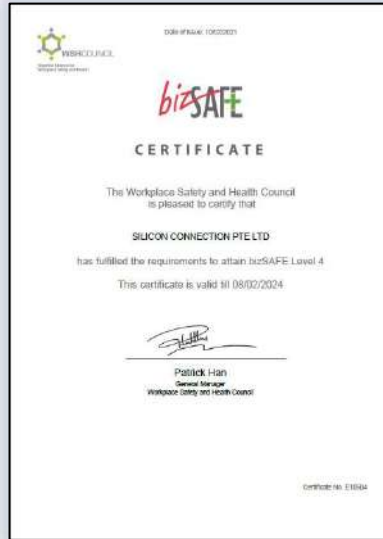 Date of Issue: 10/02/2021
WSHCOUNCIL
bizSAFE
CERTIFICATE
The Workplace Safety and Health Council
is pleased to certify that
SILICON CONNECTION PTE LTD
has fulfilled the requirements to attain bizSAFE Level 4
This certificate is valid till 08/02/2024
Patrick Han
General Manager
Workplace Safety and Health Council
Certificate No.